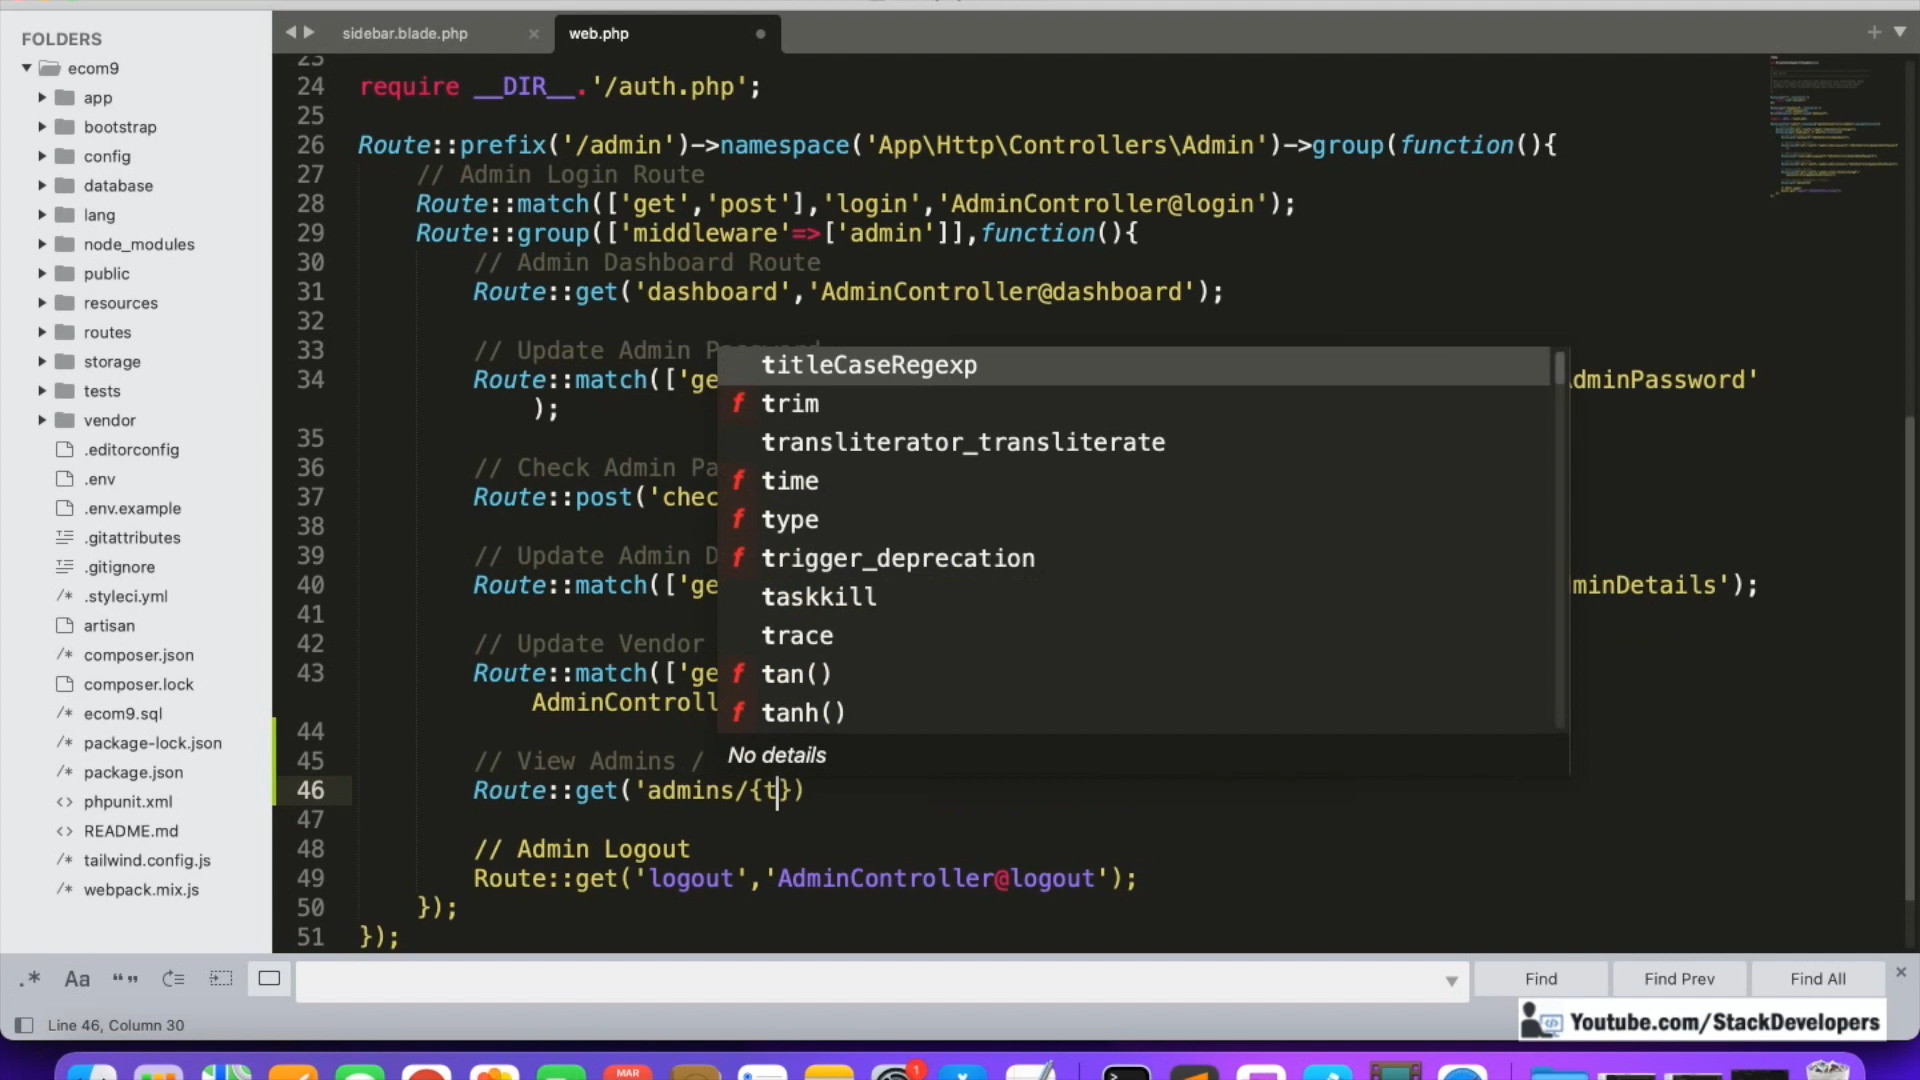 FOLDERS
ecom9
app
bootstrap
config
database
lang
node_modules
public
resources
routes
storage
tests
vendor
.editorconfig
.env
.env.example
.gitattributes
.gitignore
.styleci.yml
artisan
composer.json
composer.lock
ecom9.sql
package-lock.json
package.json
phpunit.xml
README.md
tailwind.config.js
webpack.mix.js
sidebar.blade.php
web.php
23
24 require __DIR__.'/auth.php';
25
26 Route::prefix('/admin')->namespace('App\Http\Controllers\Admin')->group(function(){
27 // Admin Login Route
28 Route::match(['get','post'],'login','AdminController@login');
29 Route::group(['middleware'=>['admin']],function(){
30 // Admin Dashboard Route
31 Route::get('dashboard','AdminController@dashboard');
32
33 // Update Admin Password
34 Route::match(['ge dminPassword'
);
35
36 // Check Admin Pa
37 Route::post('chec
38
39 // Update Admin D
40 Route::match(['ge minDetails');
41
42 // Update Vendor
43 Route::match(['ge
AdminControll
44
45 // View Admins /
46 Route::get('admins/{t})
47
48 // Admin Logout
49 Route::get('logout','AdminController@logout');
50 });
51 });
titleCaseRegexp
f trim
transliterator_transliterate
f time
f type
f trigger_deprecation
taskkill
trace
f tan()
f tanh()
No details
.* Aa “” Find Find Prev Find All
Line 46, Column 30
Youtube.com/StackDevelopers
MAR
1